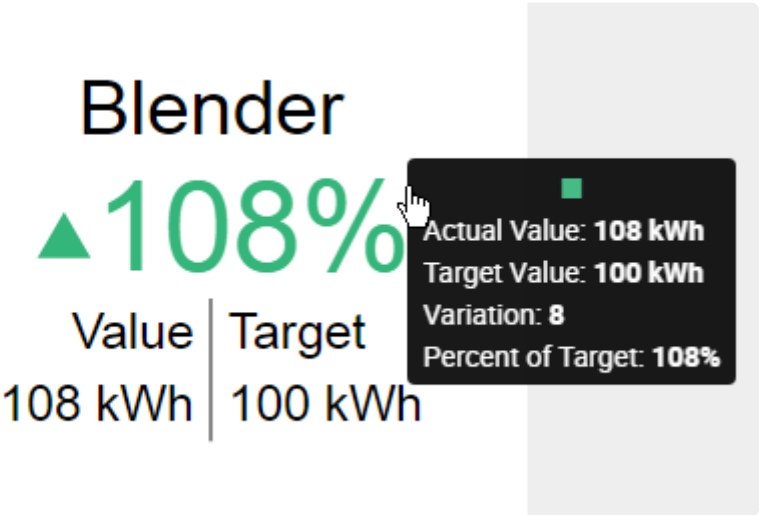 Blender
▲108%
Value | Target
108 kWh | 100 kWh
Actual Value: 108 kWh
Target Value: 100 kWh
Variation: 8
Percent of Target: 108%